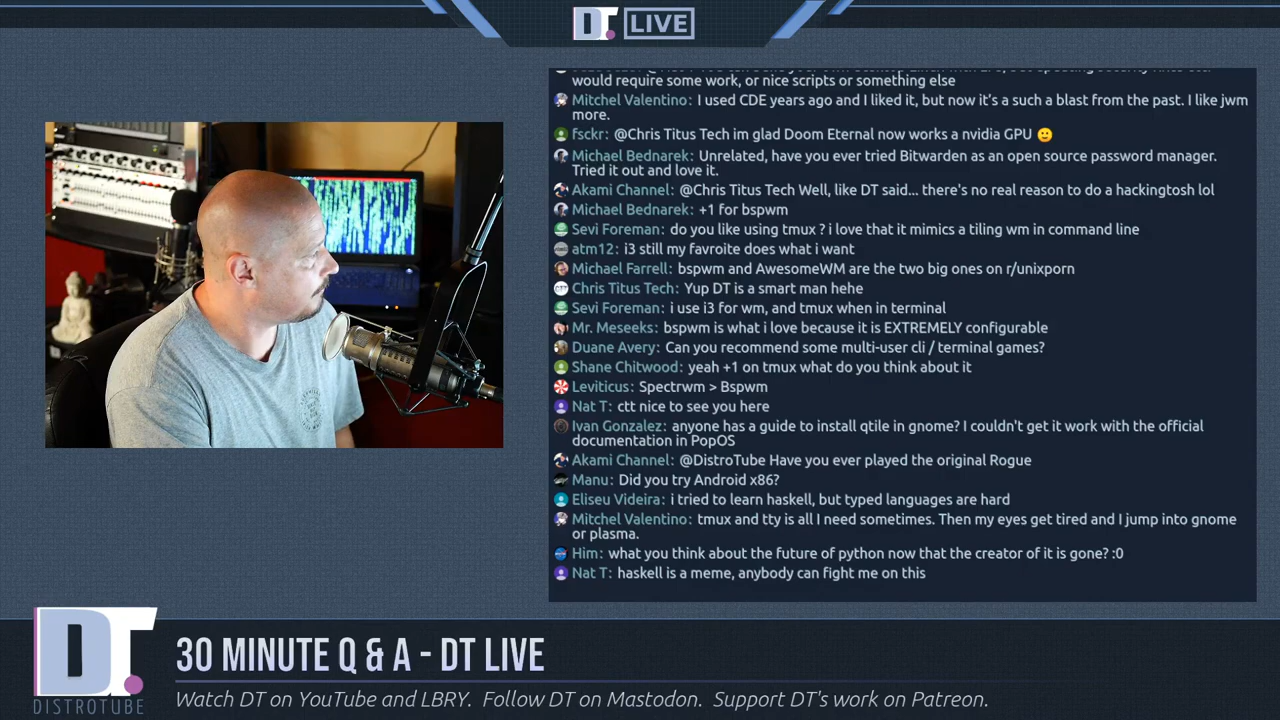 DT LIVE
would require some work, or nice scripts or something else
Mitchel Valentino: I used CDE years ago and I liked it, but now it's a such a blast from the past. I like jwm
more.
fsckr: @Chris Titus Tech im glad Doom Eternal now works a nvidia GPU 🙂
Michael Bednarek: Unrelated, have you ever tried Bitwarden as an open source password manager.
Tried it out and love it.
Akami Channel: @Chris Titus Tech Well, like DT said... there's no real reason to do a hackingtosh lol
Michael Bednarek: +1 for bspwm
Sevi Foreman: do you like using tmux ? i love that it mimics a tiling wm in command line
atm12: i3 still my favroite does what i want
Michael Farrell: bspwm and AwesomeWM are the two big ones on r/unixporn
Chris Titus Tech: Yup DT is a smart man hehe
Sevi Foreman: i use i3 for wm, and tmux when in terminal
Mr. Meseeks: bspwm is what i love because it is EXTREMELY configurable
Duane Avery: Can you recommend some multi-user cli / terminal games?
Shane Chitwood: yeah +1 on tmux what do you think about it
Leviticus: Spectrwm > Bspwm
Nat T: ctt nice to see you here
Ivan Gonzalez: anyone has a guide to install qtile in gnome? I couldn't get it work with the official
documentation in PopOS
Akami Channel: @DistroTube Have you ever played the original Rogue
Manu: Did you try Android x86?
Eliseu Videira: i tried to learn haskell, but typed languages are hard
Mitchel Valentino: tmux and tty is all I need sometimes. Then my eyes get tired and I jump into gnome
or plasma.
Him: what you think about the future of python now that the creator of it is gone? :0
Nat T: haskell is a meme, anybody can fight me on this
DT.
DISTROTUBE
30 MINUTE Q & A - DT LIVE
Watch DT on YouTube and LBRY. Follow DT on Mastodon. Support DT's work on Patreon.